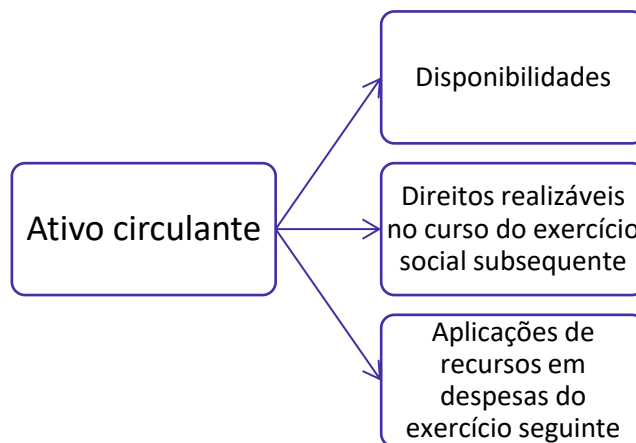 Disponibilidades
Ativo circulante
Direitos realizáveis
no curso do exercício
social subsequente
Aplicações de
recursos em
despesas do
exercício seguinte